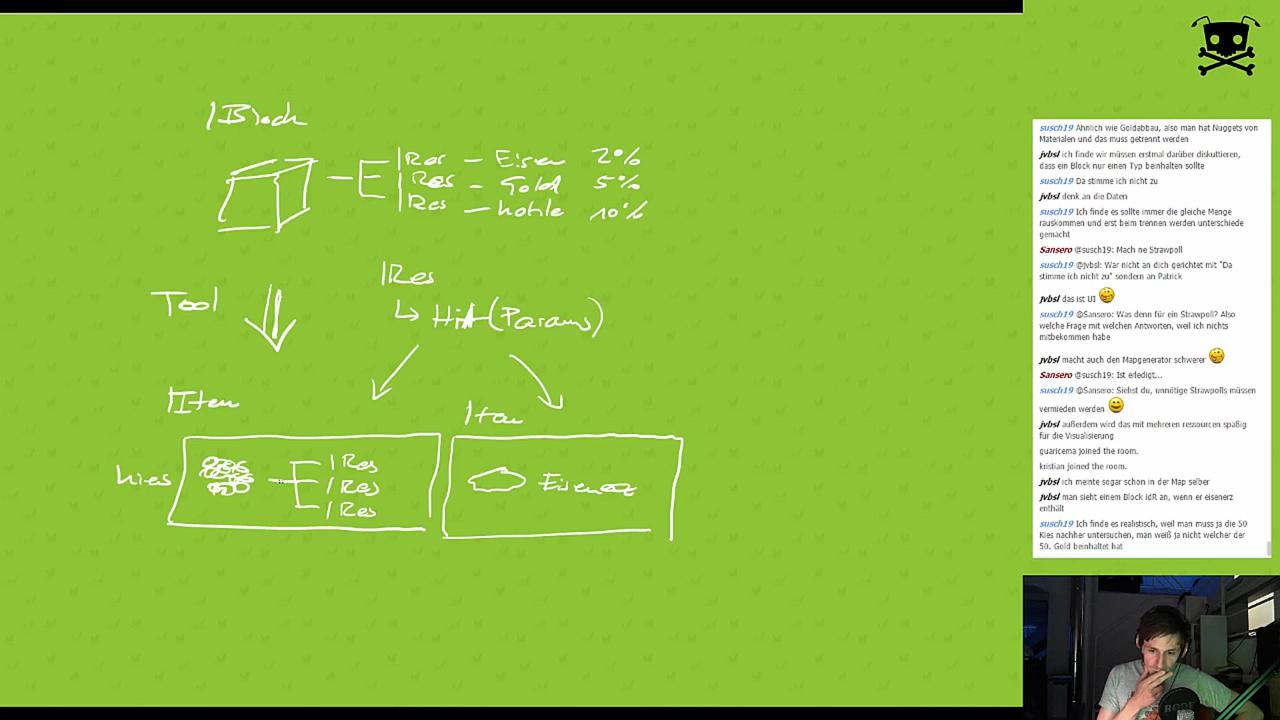 IBlock
IRes - Eisen 2%
IRes - Gold 5%
IRes - Kohle 10%
IRes
Tool
↳ Hit(Params)
IItem
Item
Kies
IRes
IRes
IRes
Eisenerz
susch19 Ähnlich wie Goldabbau, also man hat Nuggets von
Materialen und das muss getrennt werden
jvbsl ich finde wir müssen erstmal darüber diskutieren,
dass ein Block nur einen Typ beinhalten sollte
susch19 Da stimme ich nicht zu
jvbsl denk an die Daten
susch19 Ich finde es sollte immer die gleiche Menge
rauskommen und erst beim trennen werden unterschiede
gemacht
Sansero @susch19: Mach ne Strawpoll
susch19 @jvbsl: War nicht an dich gerichtet mit "Da
stimme ich nicht zu" sondern an Patrick
jvbsl das ist UI
susch19 @Sansero: Was denn für ein Strawpoll? Also
welche Frage mit welchen Antworten, weil ich nichts
mitbekommen habe
jvbsl macht auch den Mapgenerator schwerer
Sansero @susch19: Ist erledigt...
susch19 @Sansero: Siehst du, unnötige Strawpolls müssen
vermieden werden
jvbsl außerdem wird das mit mehreren ressourcen spaßig
für die Visualisierung
guaricema joined the room.
kristian joined the room.
jvbsl ich meinte sogar schon in der Map selber
jvbsl man sieht einem Block idR an, wenn er eisenerz
enthält
susch19 Ich finde es realistisch, weil man muss ja die 50
Kies nachher untersuchen, man weiß ja nicht welcher der
50. Gold beinhaltet hat
RODE